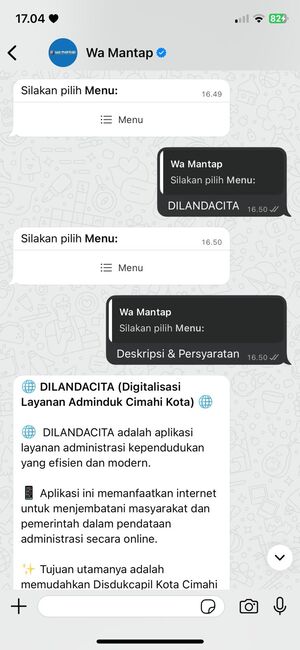 17.04
82
Wa Mantap
Silakan pilih Menu:
16.49
Menu
Wa Mantap
Silakan pilih Menu:
DILANDACITA
16.50
Silakan pilih Menu:
16.50
Menu
Wa Mantap
Silakan pilih Menu:
Deskripsi & Persyaratan
16.50
🌐 DILANDACITA (Digitalisasi
Layanan Adminduk Cimahi Kota) 🌐
🌐 DILANDACITA adalah aplikasi
layanan administrasi kependudukan
yang efisien dan modern.
📱 Aplikasi ini memanfaatkan internet
untuk menjembatani masyarakat dan
pemerintah dalam pendataan
administrasi secara online.
✨ Tujuan utamanya adalah
memudahkan Disdukcapil Kota Cimahi